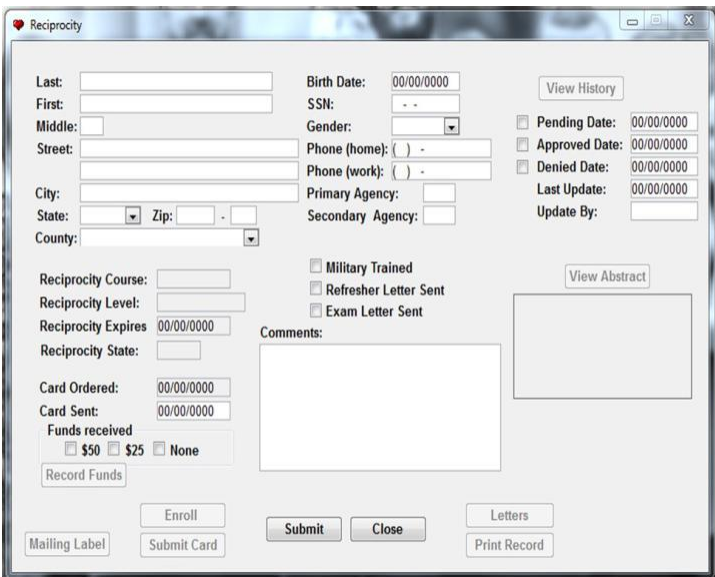 Reciprocity
Last:
First:
Middle:
Street:
City:
State: Zip: -
County:
Birth Date: 00/00/0000
SSN: - -
Gender:
Phone (home): ( ) -
Phone (work): ( ) -
Primary Agency:
Secondary Agency:
View History
Pending Date: 00/00/0000
Approved Date: 00/00/0000
Denied Date: 00/00/0000
Last Update: 00/00/0000
Update By:
Reciprocity Course:
Reciprocity Level:
Reciprocity Expires 00/00/0000
Reciprocity State:
Card Ordered: 00/00/0000
Card Sent: 00/00/0000
Funds received
$50 $25 None
Record Funds
Military Trained
Refresher Letter Sent
Exam Letter Sent
Comments:
View Abstract
Enroll
Mailing Label
Submit Card
Submit
Close
Letters
Print Record